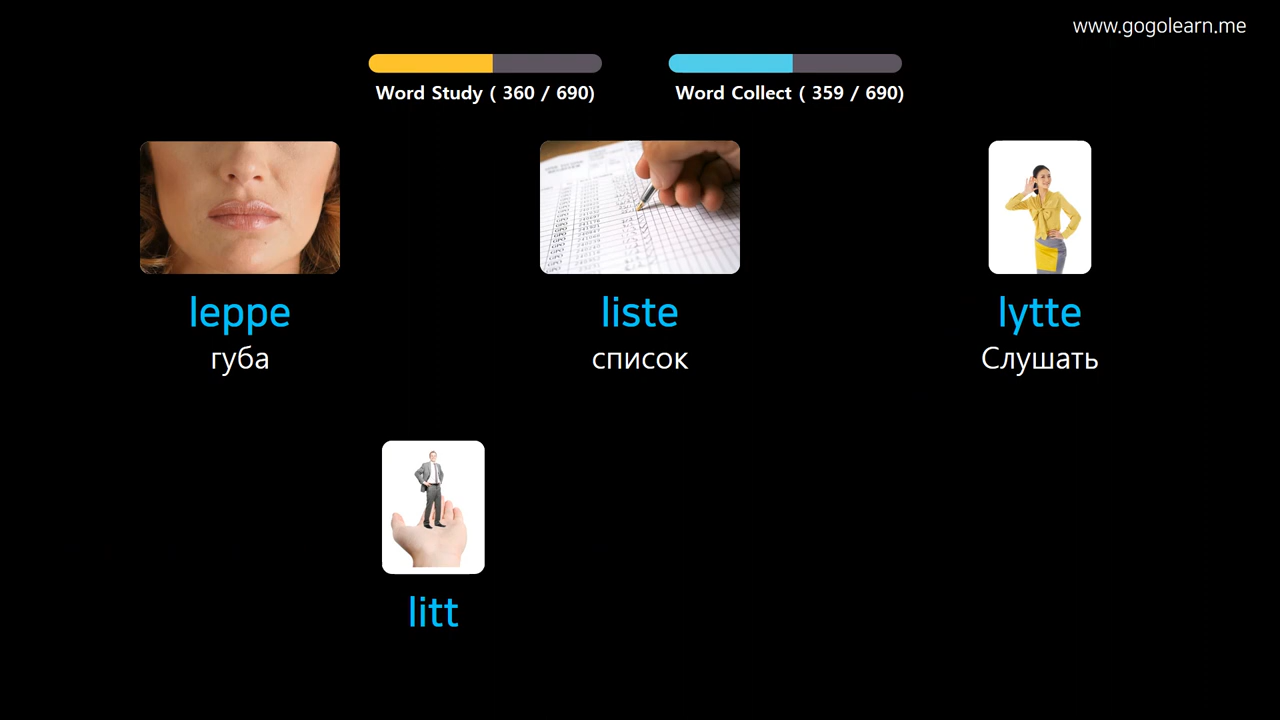 www.gogolearn.me
Word Study ( 360 / 690)
Word Collect ( 359 / 690)
leppe
liste
lytte
губа
список
Слушать
litt